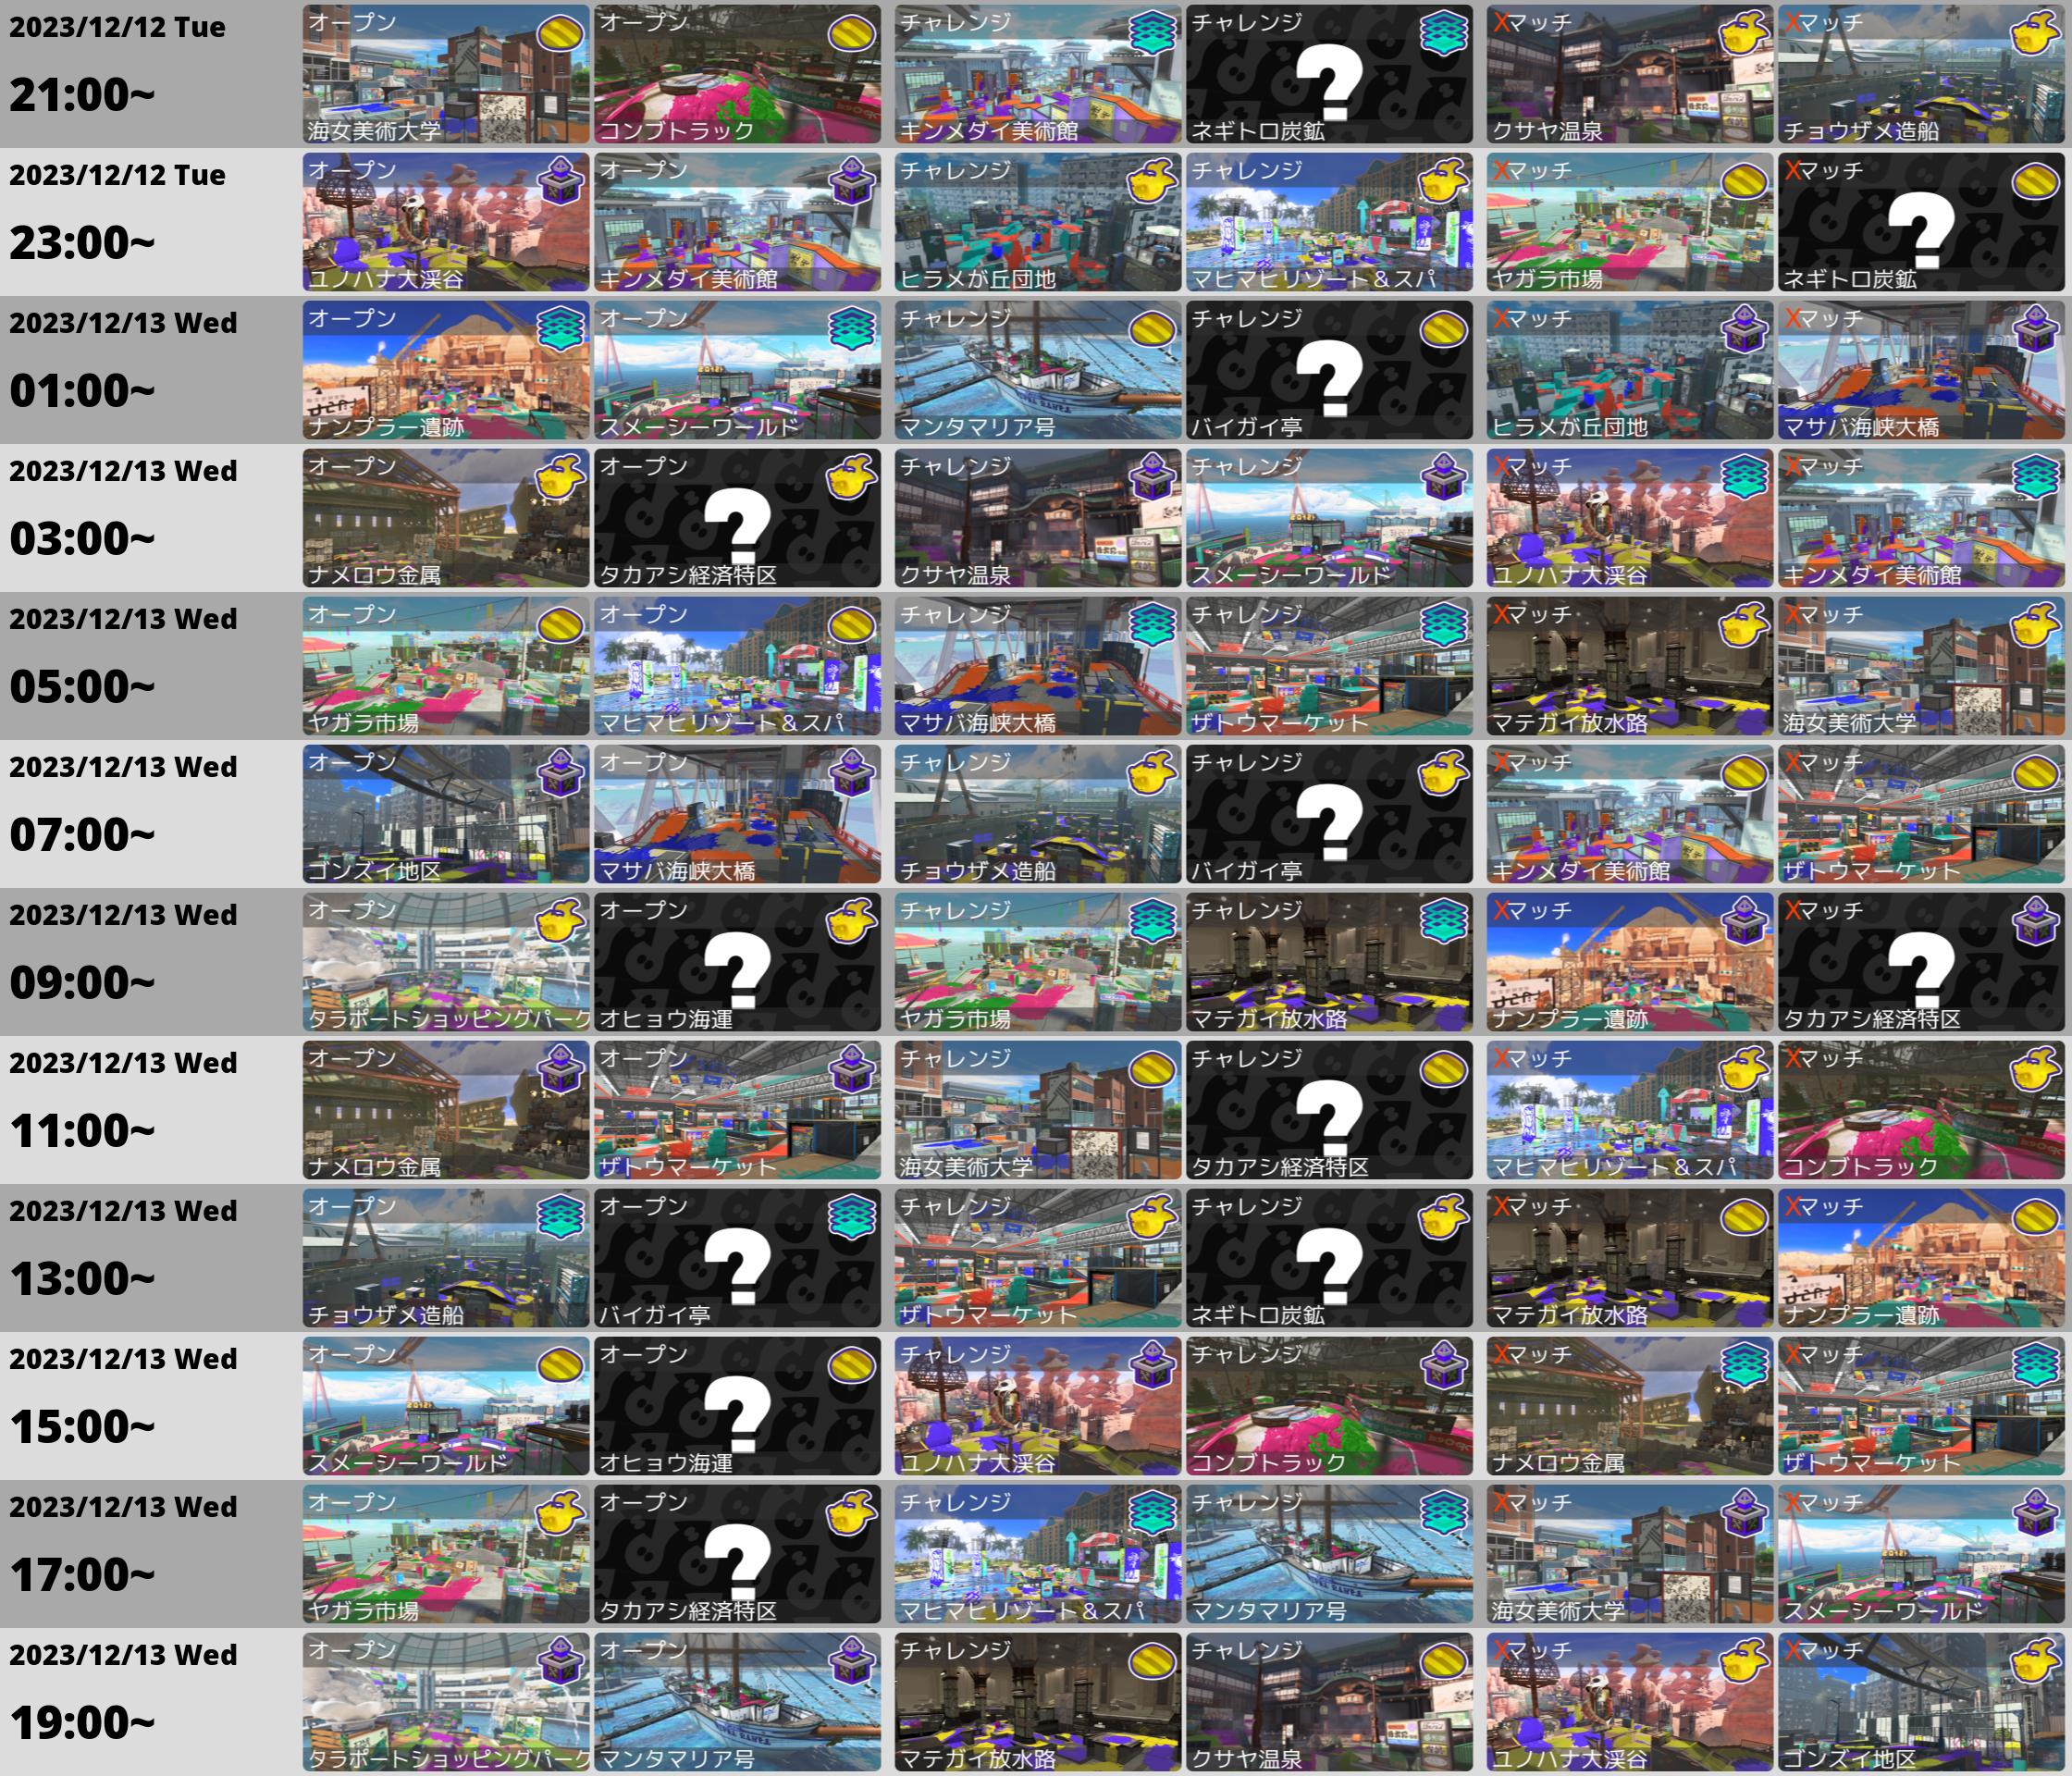 2023/12/12 Tue
21:00~
オープン オープン チャレンジ チャレンジ Xマッチ Xマッチ
海女美術大学 コンブトラック キンメダイ美術館 ネギトロ炭鉱 クサヤ温泉 チョウザメ造船
2023/12/12 Tue
23:00~
オープン オープン チャレンジ チャレンジ Xマッチ Xマッチ
ユノハナ大渓谷 キンメダイ美術館 ヒラメが丘団地 マヒマヒリゾート&スパ ヤガラ市場 ネギトロ炭鉱
2023/12/13 Wed
01:00~
オープン オープン チャレンジ チャレンジ Xマッチ Xマッチ
ナンプラー遺跡 スメーシーワールド マンタマリア号 バイガイ亭 ヒラメが丘団地 マサバ海峡大橋
2023/12/13 Wed
03:00~
オープン オープン チャレンジ チャレンジ Xマッチ Xマッチ
ナメロウ金属 タカアシ経済特区 クサヤ温泉 スメーシーワールド ユノハナ大渓谷 キンメダイ美術館
2023/12/13 Wed
05:00~
オープン オープン チャレンジ チャレンジ Xマッチ Xマッチ
ヤガラ市場 マヒマヒリゾート&スパ マサバ海峡大橋 ザトウマーケット マテガイ放水路 海女美術大学
2023/12/13 Wed
07:00~
オープン オープン チャレンジ チャレンジ Xマッチ Xマッチ
ゴンズイ地区 マサバ海峡大橋 チョウザメ造船 バイガイ亭 キンメダイ美術館 ザトウマーケット
2023/12/13 Wed
09:00~
オープン オープン チャレンジ チャレンジ Xマッチ Xマッチ
タラポートショッピングパーク オヒョウ海運 ヤガラ市場 マテガイ放水路 ナンプラー遺跡 タカアシ経済特区
2023/12/13 Wed
11:00~
オープン オープン チャレンジ チャレンジ Xマッチ Xマッチ
ナメロウ金属 ザトウマーケット 海女美術大学 タカアシ経済特区 マヒマヒリゾート&スパ コンブトラック
2023/12/13 Wed
13:00~
オープン オープン チャレンジ チャレンジ Xマッチ Xマッチ
チョウザメ造船 バイガイ亭 ザトウマーケット ネギトロ炭鉱 マテガイ放水路 ナンプラー遺跡
2023/12/13 Wed
15:00~
オープン オープン チャレンジ チャレンジ Xマッチ Xマッチ
スメーシーワールド オヒョウ海運 ユノハナ大渓谷 コンブトラック ナメロウ金属 ザトウマーケット
2023/12/13 Wed
17:00~
オープン オープン チャレンジ チャレンジ Xマッチ Xマッチ
ヤガラ市場 タカアシ経済特区 マヒマヒリゾート&スパ マンタマリア号 海女美術大学 スメーシーワールド
2023/12/13 Wed
19:00~
オープン オープン チャレンジ チャレンジ Xマッチ Xマッチ
タラポートショッピングパーク マンタマリア号 マテガイ放水路 クサヤ温泉 ユノハナ大渓谷 ゴンズイ地区